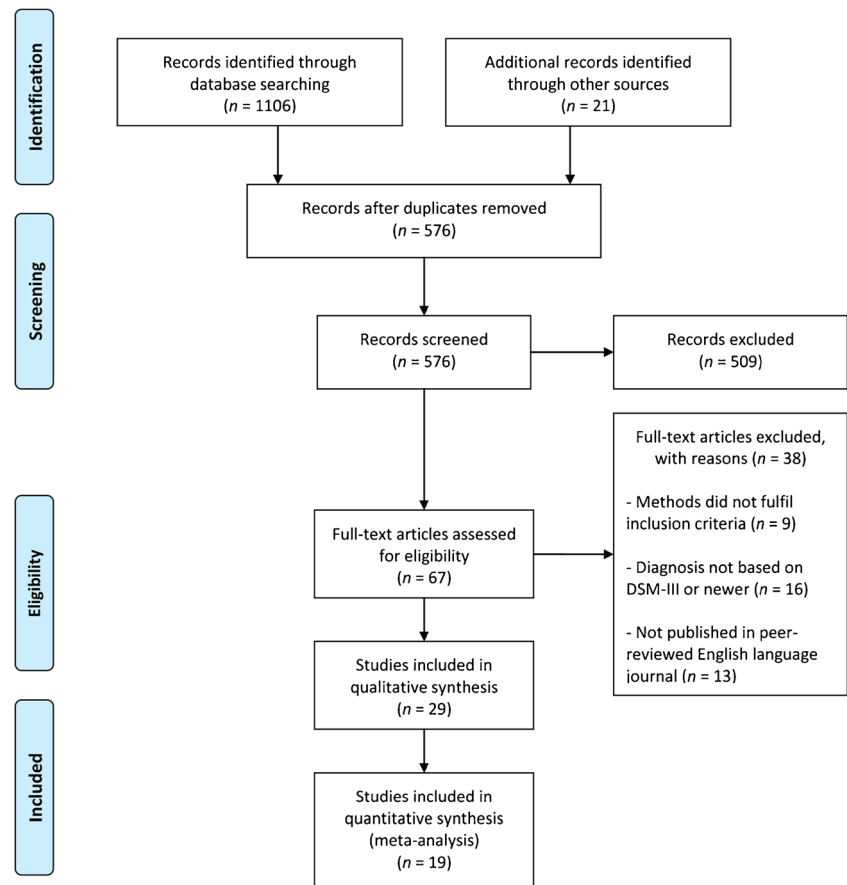 Identification
Records identified through
database searching
(n = 1106)
Additional records identified
through other sources
(n = 21)
Records after duplicates removed
(n = 576)
Screening
Records screened
(n = 576)
Records excluded
(n = 509)
Full-text articles excluded,
with reasons (n = 38)
- Methods did not fulfil
inclusion criteria (n = 9)
- Diagnosis not based on
DSM-III or newer (n = 16)
- Not published in peer-
reviewed English language
journal (n = 13)
Eligibility
Full-text articles assessed
for eligibility
(n = 67)
Studies included in
qualitative synthesis
(n = 29)
Included
Studies included in
quantitative synthesis
(meta-analysis)
(n = 19)